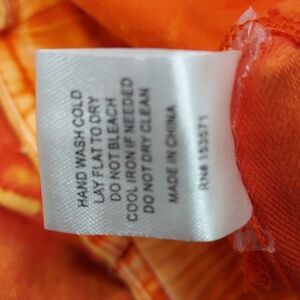 HAND WASH COLD
LAY FLAT TO DRY
DO NOT BLEACH
COOL IRON IF NEEDED
DO NOT DRY CLEAN
MADE IN CHINA
RN# 153571